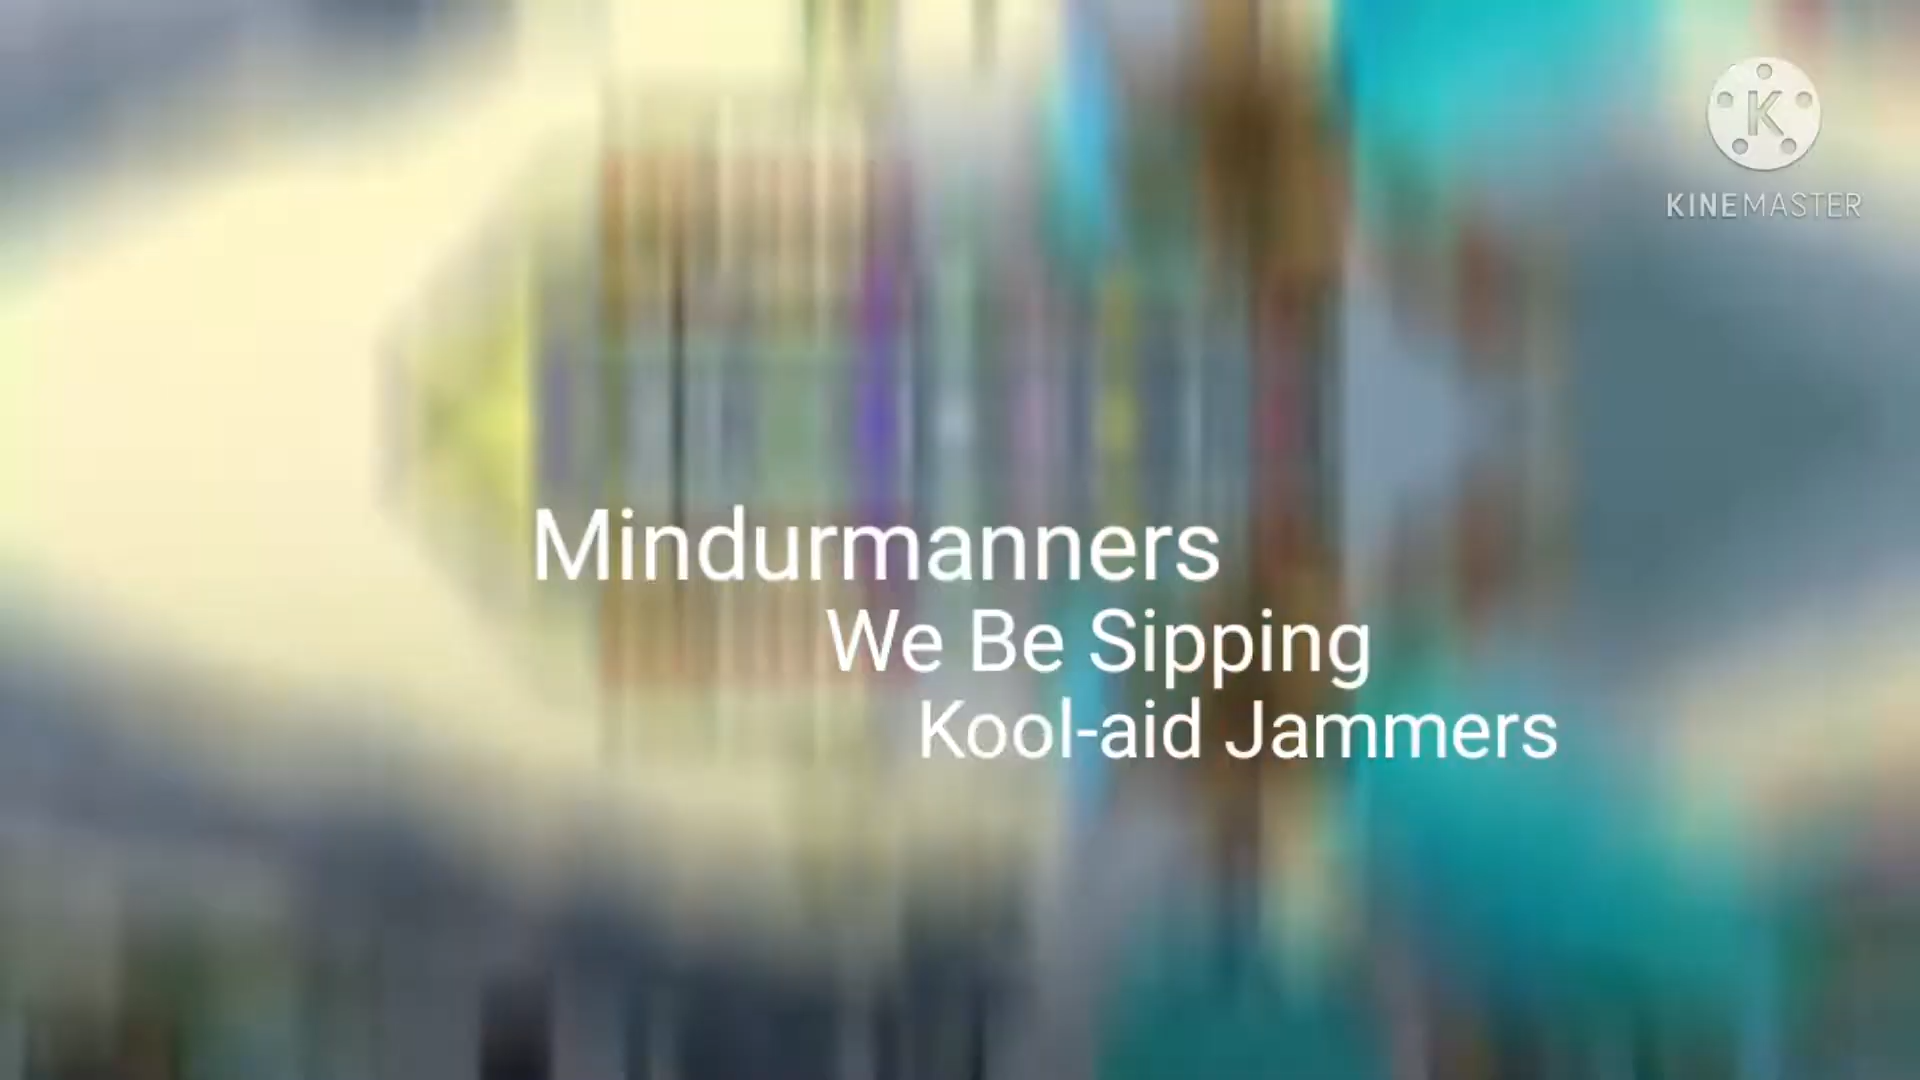 K
KINEMASTER
Mindurmanners
We Be Sipping
Kool-aid Jammers